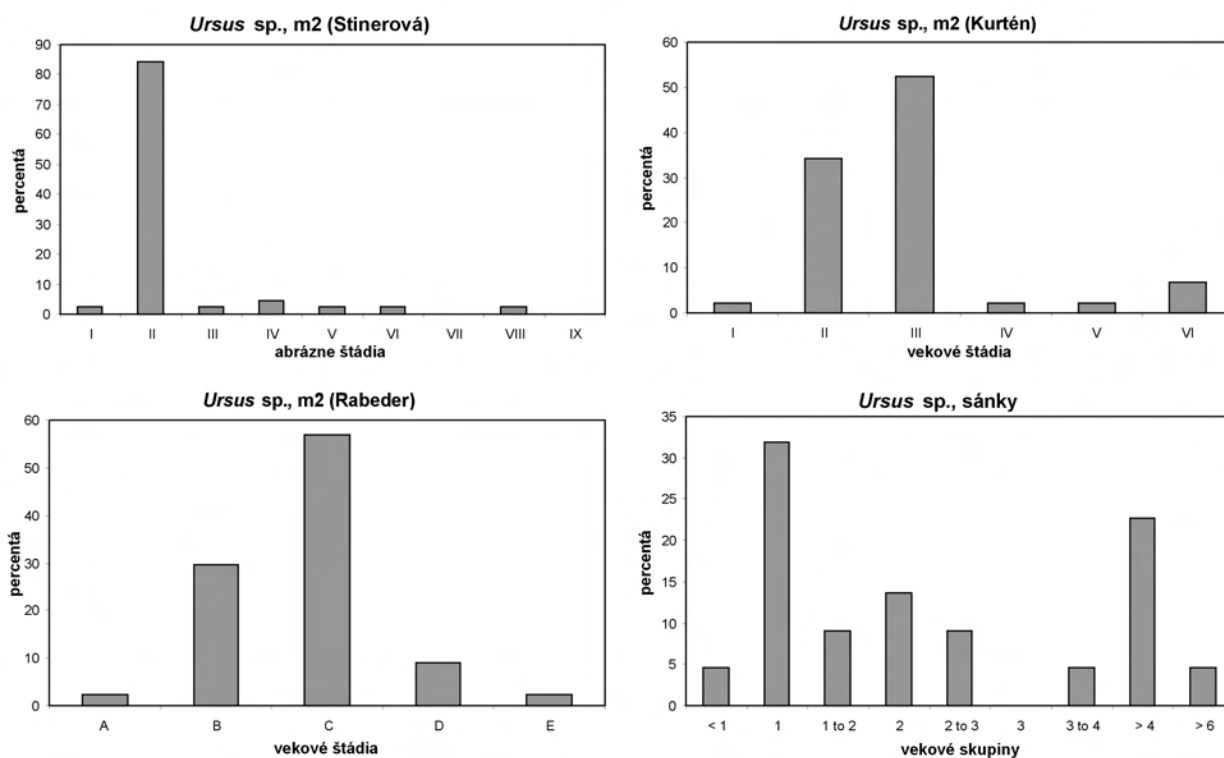 Ursus sp., m2 (Stinerová)
90
80
70
60
50
40
30
20
10
0
percentá
I II III IV V VI VII VIII IX
abrázne štádia
Ursus sp., m2 (Kurtén)
60
50
40
30
20
10
0
percentá
I II III IV V VI
vekové štádia
Ursus sp., m2 (Rabeder)
60
50
40
30
20
10
0
percentá
A B C D E
vekové štádia
Ursus sp., sánky
35
30
25
20
15
10
5
0
percentá
< 1 1 1 to 2 2 2 to 3 3 3 to 4 > 4 > 6
vekové skupiny